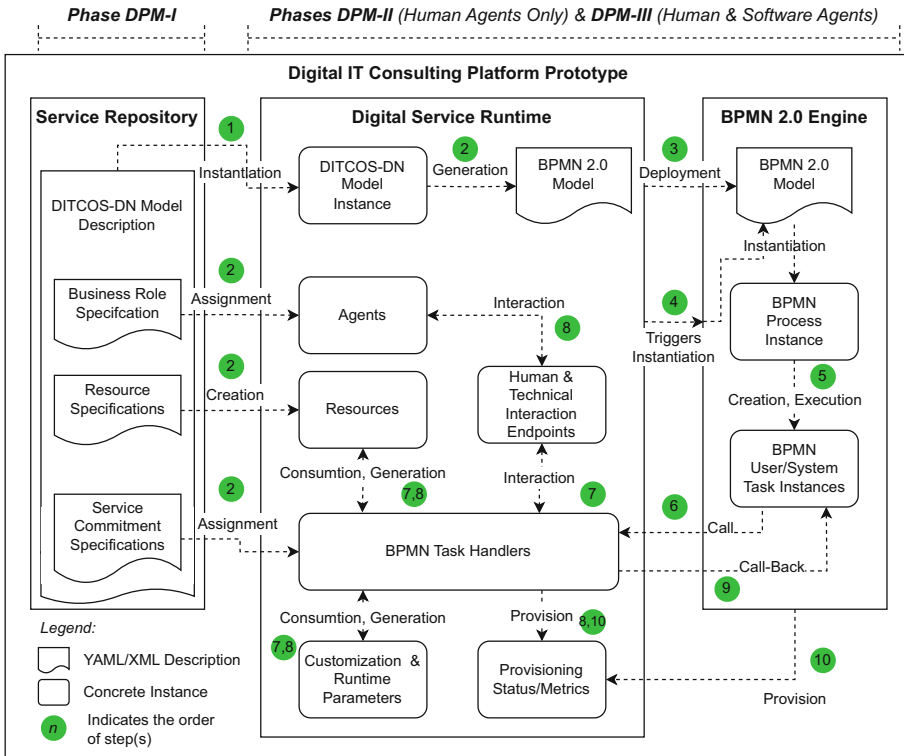 Phase DPM-I
Phases DPM-II (Human Agents Only) & DPM-III (Human & Software Agents)
Digital IT Consulting Platform Prototype
Service Repository
Digital Service Runtime
BPMN 2.0 Engine
1
Instantiation
DITCOS-DN
Model
Instance
2
Generation
BPMN 2.0
Model
3
Deployment
BPMN 2.0
Model
DITCOS-DN Model
Description
Instantiation
Business Role
Specifcation
2
Assignment
Agents
Interaction
8
4
Triggers
Instantiation
BPMN
Process
Instance
Resource
Specifications
2
Creation
Resources
Human &
Technical
Interaction
Endpoints
5
Creation, Execution
Consumtion, Generation
7,8
Interaction
7
BPMN
User/System
Task Instances
Service
Commitment
Specifications
2
Assignment
BPMN Task Handlers
6
Call
Call-Back
9
Consumtion, Generation
7,8
Provision
8,10
Customization &
Runtime
Parameters
Provisioning
Status/Metrics
10
Provision
Legend:
YAML/XML Description
Concrete Instance
n
Indicates the order
of step(s)